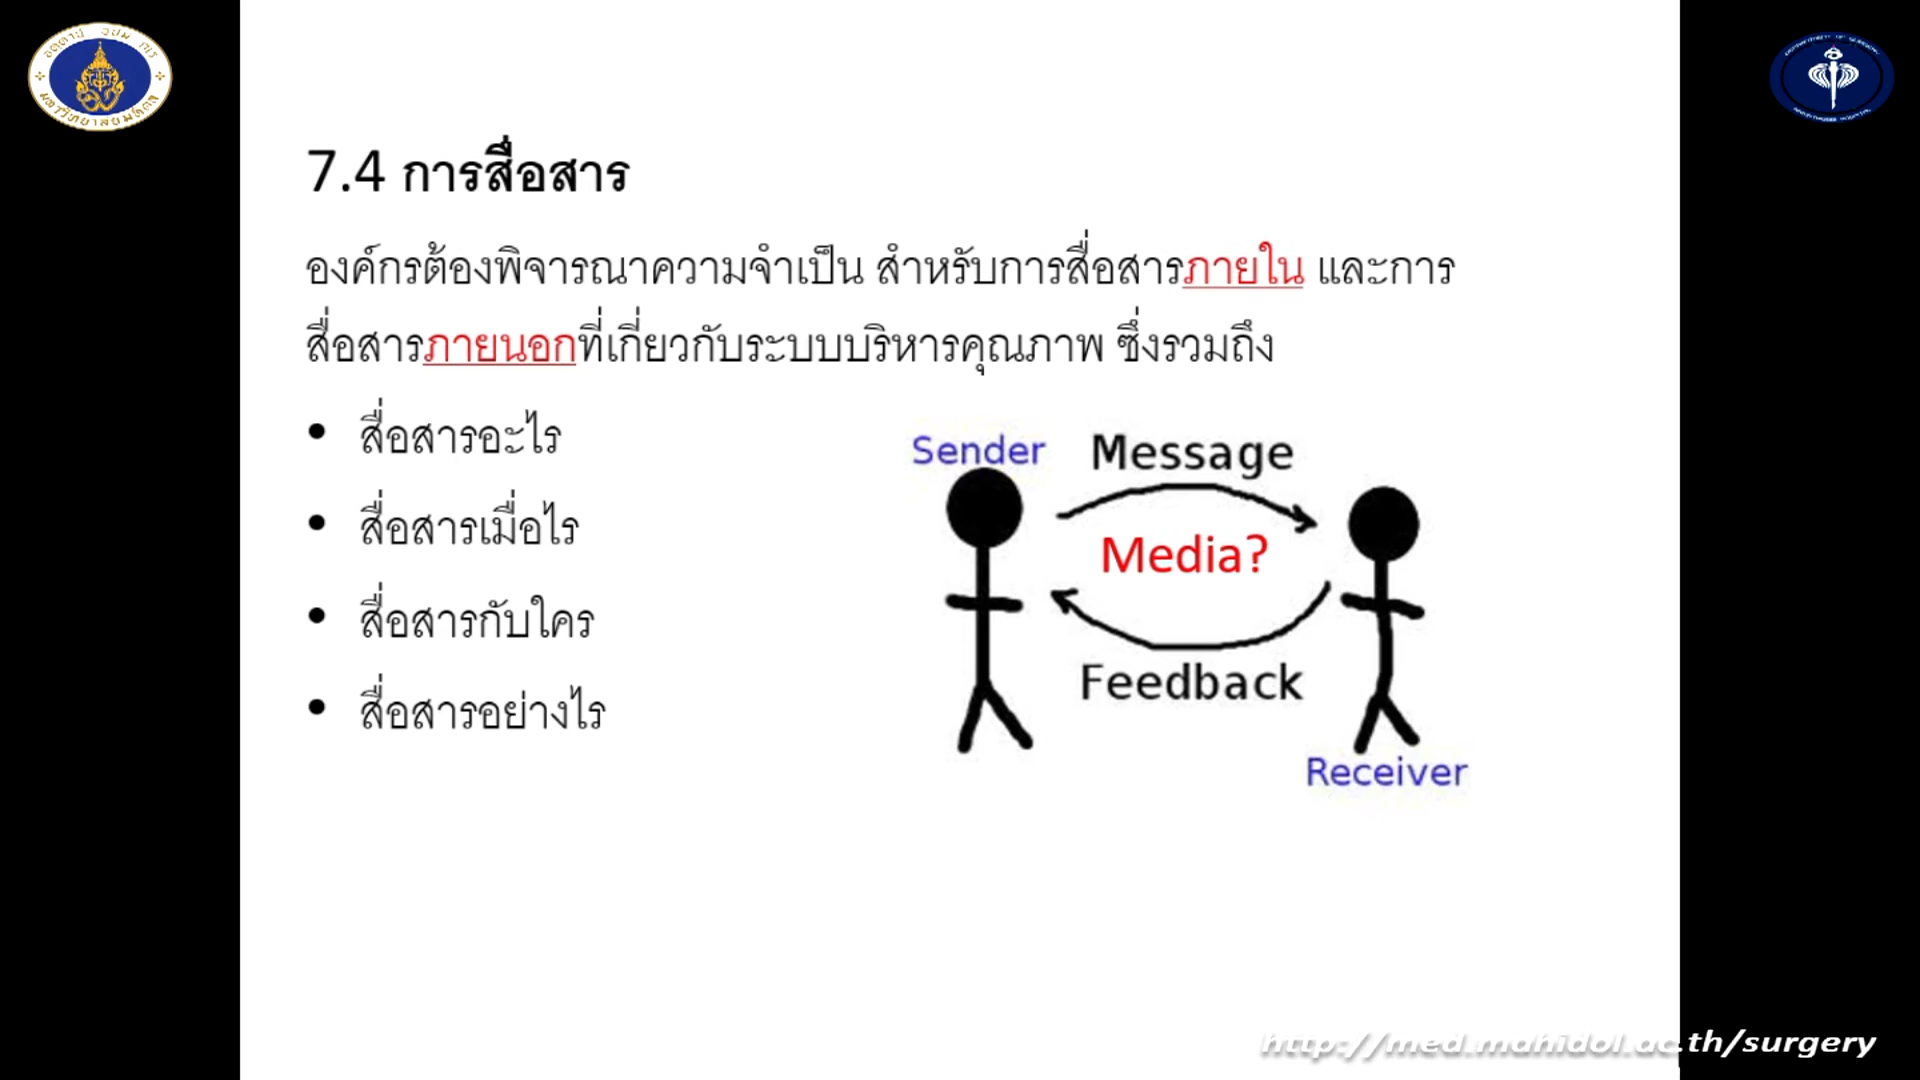 7.4 การสื่อสาร
องค์กรต้องพิจารณาความจำเป็น สำหรับการสื่อสารภายใน และการ
สื่อสารภายนอกที่เกี่ยวกับระบบบริหารคุณภาพ ซึ่งรวมถึง
• สื่อสารอะไร
• สื่อสารเมื่อไร
• สื่อสารกับใคร
• สื่อสารอย่างไร
Sender
Message
Media?
Feedback
Receiver
http://med.mahidol.ac.th/surgery